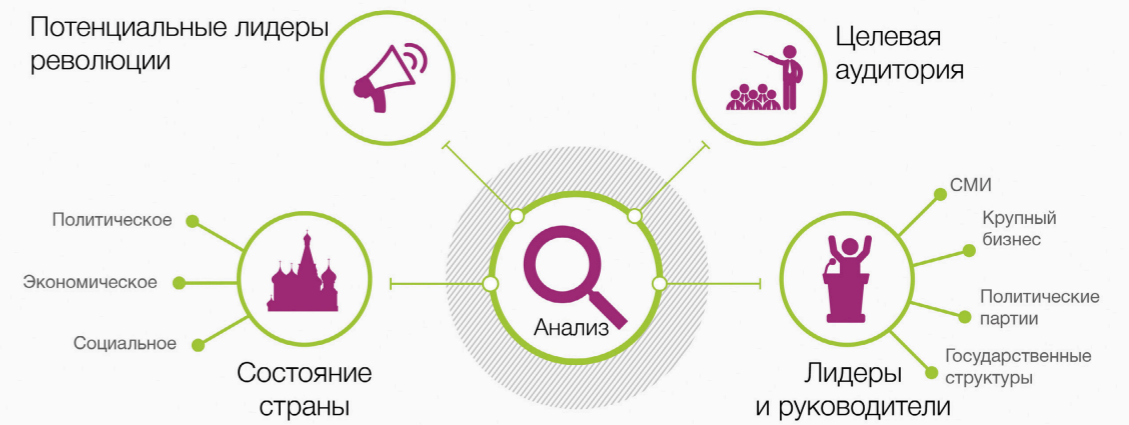 Потенциальные лидеры
революции
Целевая
аудитория
Политическое
Экономическое
Социальное
Состояние
страны
Анализ
СМИ
Крупный
бизнес
Политические
партии
Государственные
структуры
Лидеры
и руководители